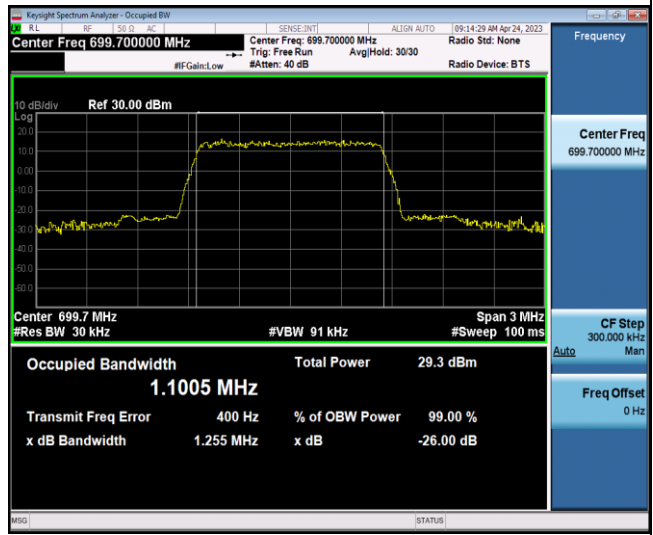 Keysight Spectrum Analyzer - Occupied BW
RL RF 50 Ω AC SENSE:INT ALIGN AUTO 09:14:29 AM Apr 24, 2023
Center Freq 699.700000 MHz
Center Freq: 699.700000 MHz Radio Std: None
Trig: Free Run Avg|Hold: 30/30
#IFGain:Low #Atten: 40 dB Radio Device: BTS
Frequency
10 dB/div Ref 30.00 dBm
Log
20.0
10.0
0.00
-10.0
-20.0
-30.0
-40.0
-50.0
-60.0
Center 699.7 MHz Span 3 MHz
#Res BW 30 kHz #VBW 91 kHz #Sweep 100 ms
Occupied Bandwidth Total Power 29.3 dBm
1.1005 MHz
Transmit Freq Error 400 Hz % of OBW Power 99.00 %
x dB Bandwidth 1.255 MHz x dB -26.00 dB
Center Freq
699.700000 MHz
CF Step
300.000 kHz
Auto Man
Freq Offset
0 Hz
MSG STATUS